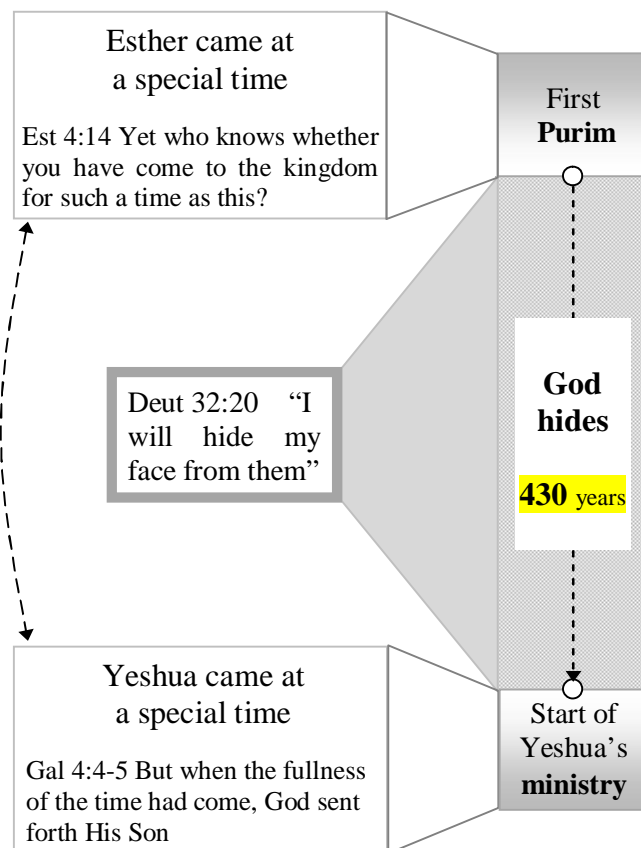 Esther came at
a special time
Est 4:14 Yet who knows whether
you have come to the kingdom
for such a time as this?
First
Purim
Deut 32:20 “I
will hide my
face from them”
God
hides
430 years
Yeshua came at
a special time
Gal 4:4-5 But when the fullness
of the time had come, God sent
forth His Son
Start of
Yeshua’s
ministry